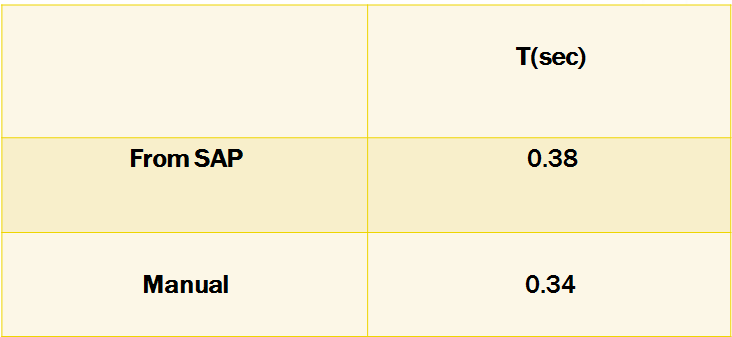 T(sec)
From SAP 0.38
Manual 0.34